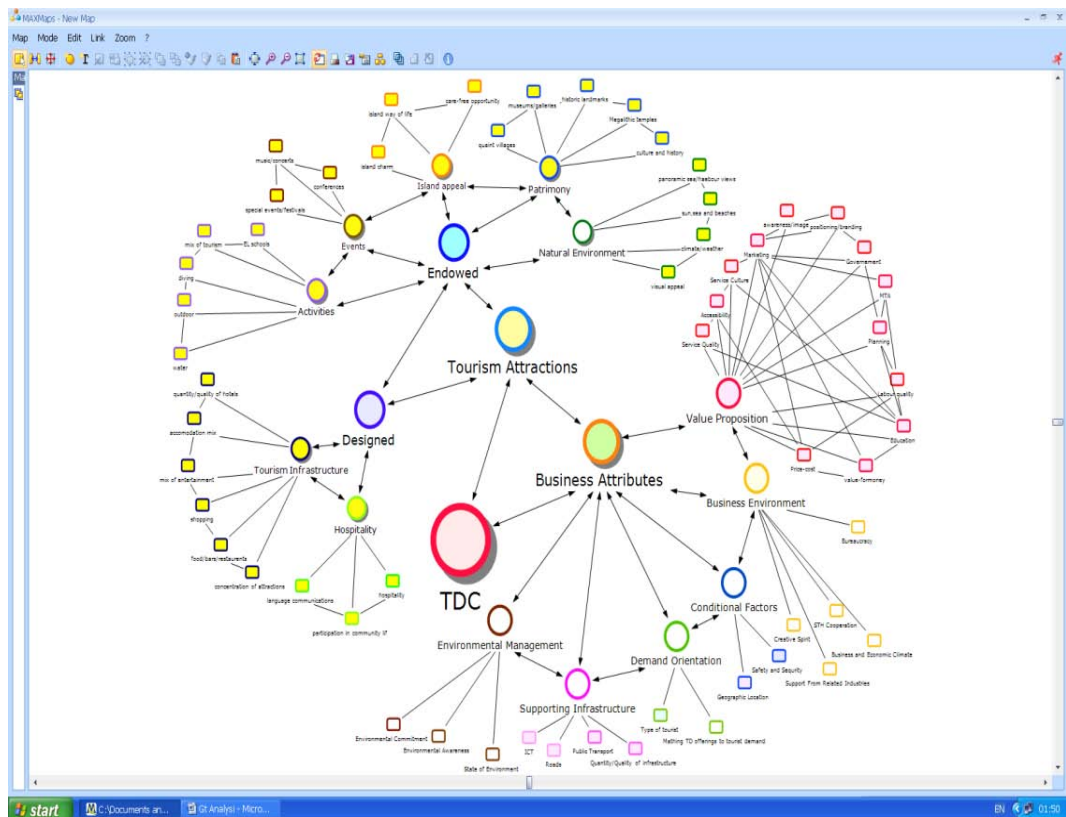 MAXMaps - New Map
Map Mode Edit Link Zoom ?
Ma
care-free opportunity
island way of life
museums/galleries
historic landmarks
Megalithic temples
music/concerts
quaint villages
culture and history
island charm
conferences
Island appeal
Patrimony
panoramic sea/harbour views
special events/festivals
awareness/image
positioning/branding
sun,sea and beaches
mix of tourism
EL schools
Events
Natural Environment
climate/weather
Marketing
Governement
Endowed
diving
visual appeal
Service Culture
MTA
outdoor
Activities
Accessibility
Planning
Service Quality
water
Tourism Attractions
quantity/quality of hotels
Labour quality
Value Proposition
accomodation mix
Designed
Education
Price-cost
Tourism Infrastructure
value-formoney
mix of entertainment
Business Attributes
Business Environment
shopping
Hospitality
Bureaucracy
food/bars/restaurents
concentration of attractions
hospitality
language communications
TDC
Conditional Factors
STH Cooperation
participation in community lif
Creative Spirit
Environmental Management
Demand Orientation
Business and Economic Climate
Safety and Sequrity
Support From Related Industries
Geographic Location
Supporting Infrastructure
Type of tourist
Environmental Commitment
Mathing TD offerings to tourist demand
Environmental Awareness
ICT
Public Transport
Roads
Quantity/Quality of infrastructure
State of Environment
start
C:\Documents an...
Gt Analysi - Micro...
EN
01:50